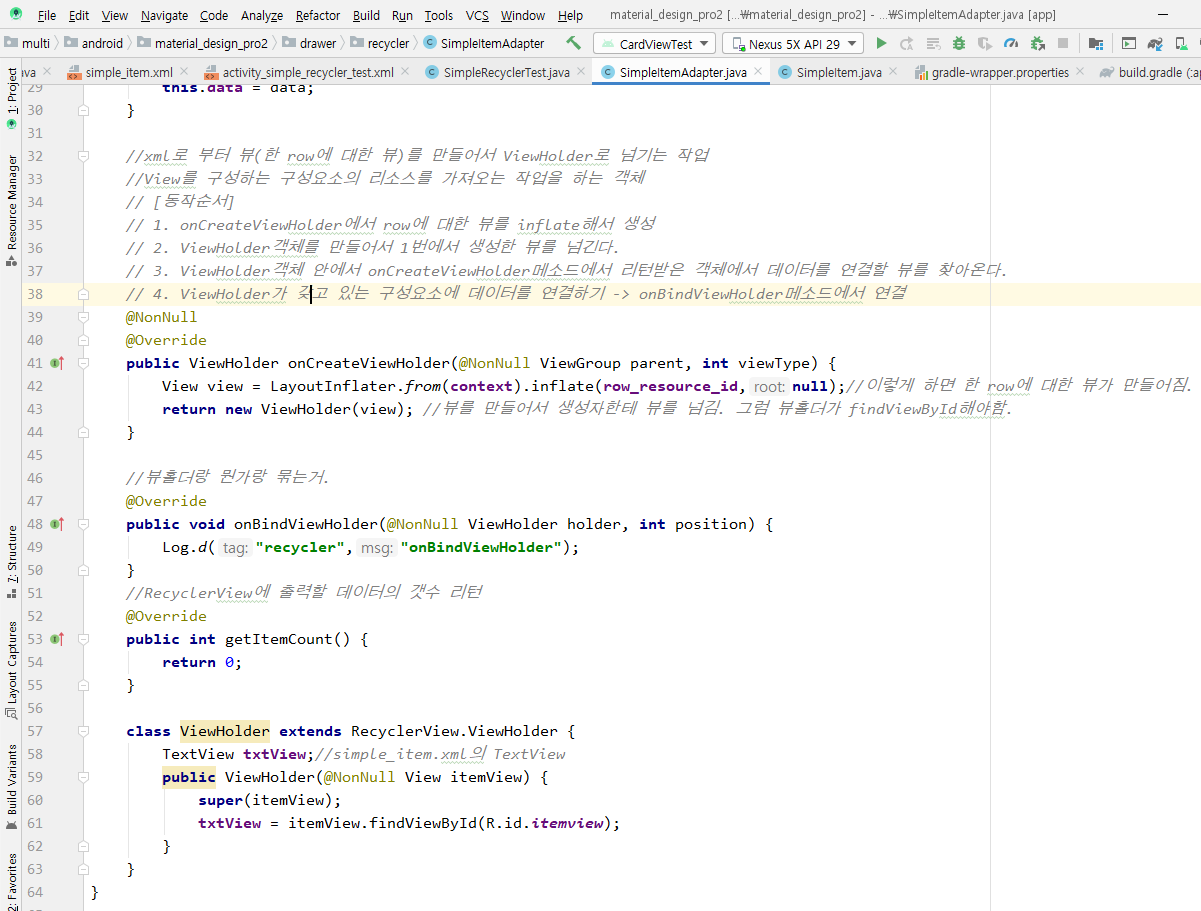 File Edit View Navigate Code Analyze Refactor Build Run Tools VCS Window Help material_design_pro2 [...₩material_design_pro2] - ...₩SimpleItemAdapter.java [app]
multi android material_design_pro2 drawer recycler SimpleItemAdapter CardViewTest Nexus 5X API 29
ava simple_item.xml activity_simple_recycler_test.xml SimpleRecyclerTest.java SimpleItemAdapter.java SimpleItem.java gradle-wrapper.properties build.gradle (:ap
1: Project
Resource Manager
7: Structure
Layout Captures
Build Variants
2: Favorites
29 this.data = data;
30 }
31
32 //xml로 부터 뷰(한 row에 대한 뷰)를 만들어서 ViewHolder로 넘기는 작업
33 //View를 구성하는 구성요소의 리소스를 가져오는 작업을 하는 객체
34 // [동작순서]
35 // 1. onCreateViewHolder에서 row에 대한 뷰를 inflate해서 생성
36 // 2. ViewHolder객체를 만들어서 1번에서 생성한 뷰를 넘긴다.
37 // 3. ViewHolder객체 안에서 onCreateViewHolder메소드에서 리턴받은 객체에서 데이터를 연결할 뷰를 찾아온다.
38 // 4. ViewHolder가 갖고 있는 구성요소에 데이터를 연결하기 -> onBindViewHolder메소드에서 연결
39 @NonNull
40 @Override
41 public ViewHolder onCreateViewHolder(@NonNull ViewGroup parent, int viewType) {
42 View view = LayoutInflater.from(context).inflate(row_resource_id, root: null);//이렇게 하면 한 row에 대한 뷰가 만들어짐.
43 return new ViewHolder(view); //뷰를 만들어서 생성자한테 뷰를 넘김. 그럼 뷰홀더가 findViewById해야함.
44 }
45
46 //뷰홀더랑 뭔가랑 묶는거.
47 @Override
48 public void onBindViewHolder(@NonNull ViewHolder holder, int position) {
49 Log.d( tag: "recycler", msg: "onBindViewHolder");
50 }
51 //RecyclerView에 출력할 데이터의 갯수 리턴
52 @Override
53 public int getItemCount() {
54 return 0;
55 }
56
57 class ViewHolder extends RecyclerView.ViewHolder {
58 TextView txtView;//simple_item.xml의 TextView
59 public ViewHolder(@NonNull View itemView) {
60 super(itemView);
61 txtView = itemView.findViewById(R.id.itemview);
62 }
63 }
64 }